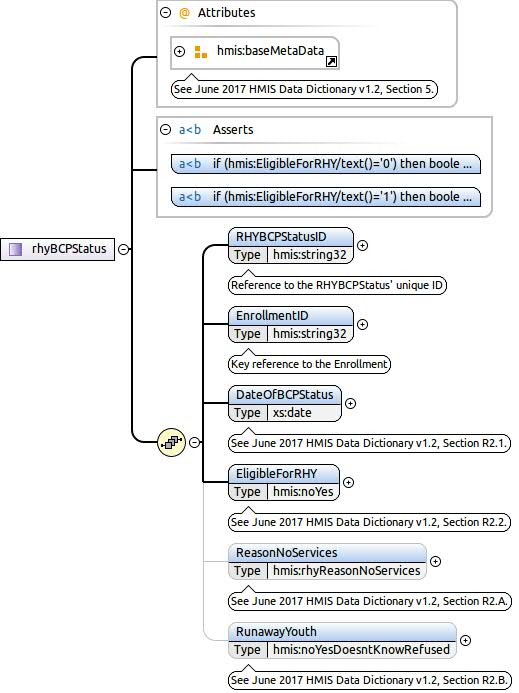 @ Attributes
hmis:baseMetaData
See June 2017 HMIS Data Dictionary v1.2, Section 5.
a<b Asserts
a<b if (hmis:EligibleForRHY/text()='0') then boole ...
a<b if (hmis:EligibleForRHY/text()='1') then boole ...
rhyBCPStatus
RHYBCPStatusID
Type hmis:string32
Reference to the RHYBCPStatus' unique ID
EnrollmentID
Type hmis:string32
Key reference to the Enrollment
DateOfBCPStatus
Type xs:date
See June 2017 HMIS Data Dictionary v1.2, Section R2.1.
EligibleForRHY
Type hmis:noYes
See June 2017 HMIS Data Dictionary v1.2, Section R2.2.
ReasonNoServices
Type hmis:rhyReasonNoServices
See June 2017 HMIS Data Dictionary v1.2, Section R2.A.
RunawayYouth
Type hmis:noYesDoesntKnowRefused
See June 2017 HMIS Data Dictionary v1.2, Section R2.B.